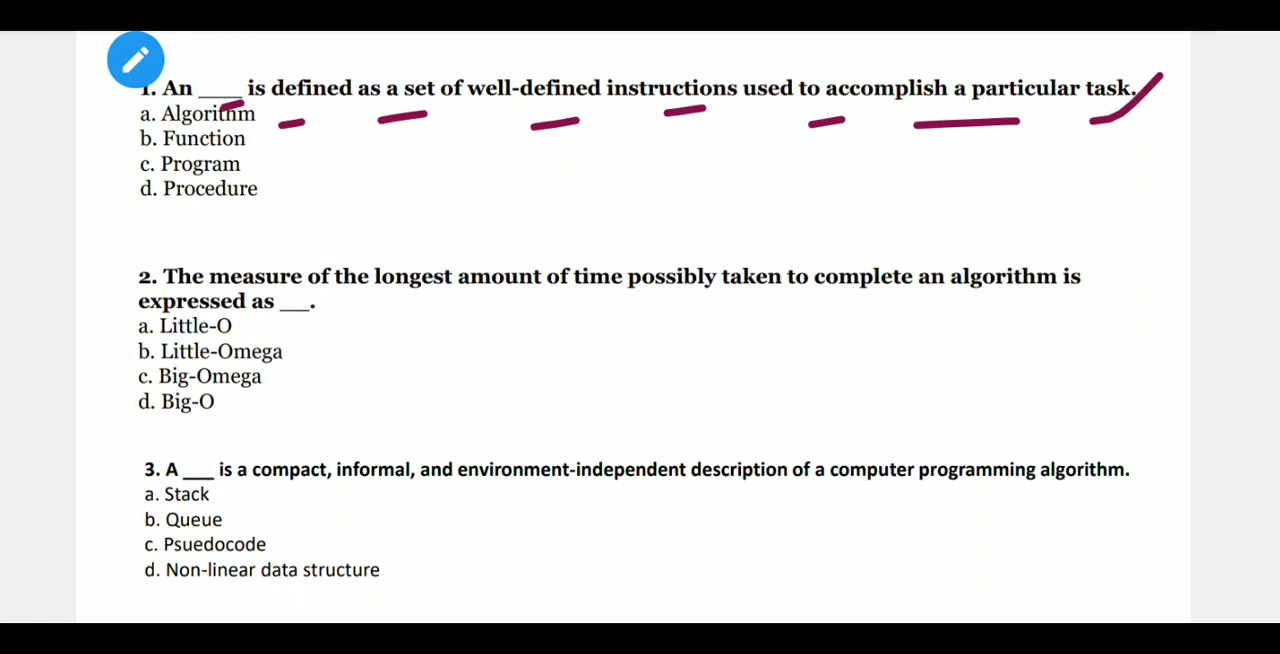 1. An ____ is defined as a set of well-defined instructions used to accomplish a particular task.
a. Algorithm
b. Function
c. Program
d. Procedure
2. The measure of the longest amount of time possibly taken to complete an algorithm is
expressed as ___.
a. Little-O
b. Little-Omega
c. Big-Omega
d. Big-O
3. A ___ is a compact, informal, and environment-independent description of a computer programming algorithm.
a. Stack
b. Queue
c. Psuedocode
d. Non-linear data structure